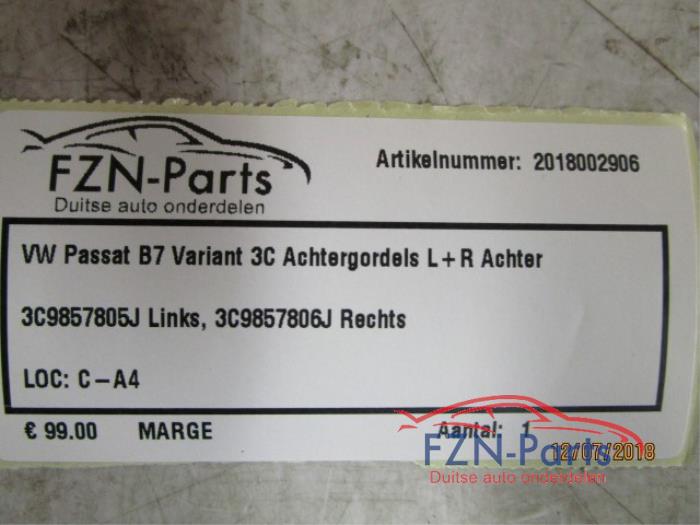 FZN-Parts
Duitse auto onderdelen
Artikelnummer: 2018002906
VW Passat B7 Variant 3C Achtergordels L+R Achter
3C9857805J Links, 3C9857806J Rechts
LOC: C-A4
€ 99.00 MARGE Aantal: 1
12/07/2018
FZN-Parts
Duitse auto onderdelen